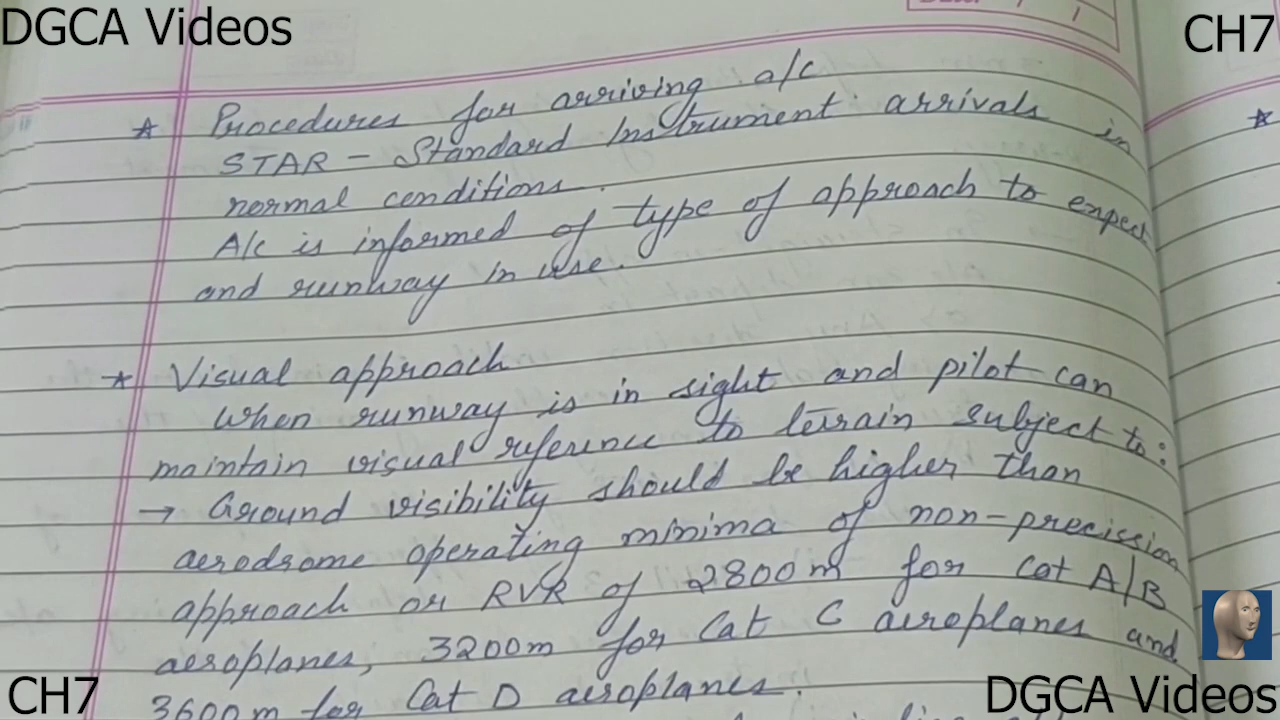 DGCA Videos
CH7
Date: / /
* Procedures for arriving a/c
STAR - Standard Instrument arrivals in
normal conditions.
A/c is informed of type of approach to expect
and runway in use.
* Visual approach
When runway is in sight and pilot can
maintain visual reference to terrain subject to:
→ Ground visibility should be higher than
aerodrome operating minima of non-precission
approach or RVR of 2800m for Cat A/B
aeroplanes, 3200m for Cat C aeroplanes and
3600m for Cat D aeroplanes.
*
CH7
DGCA Videos